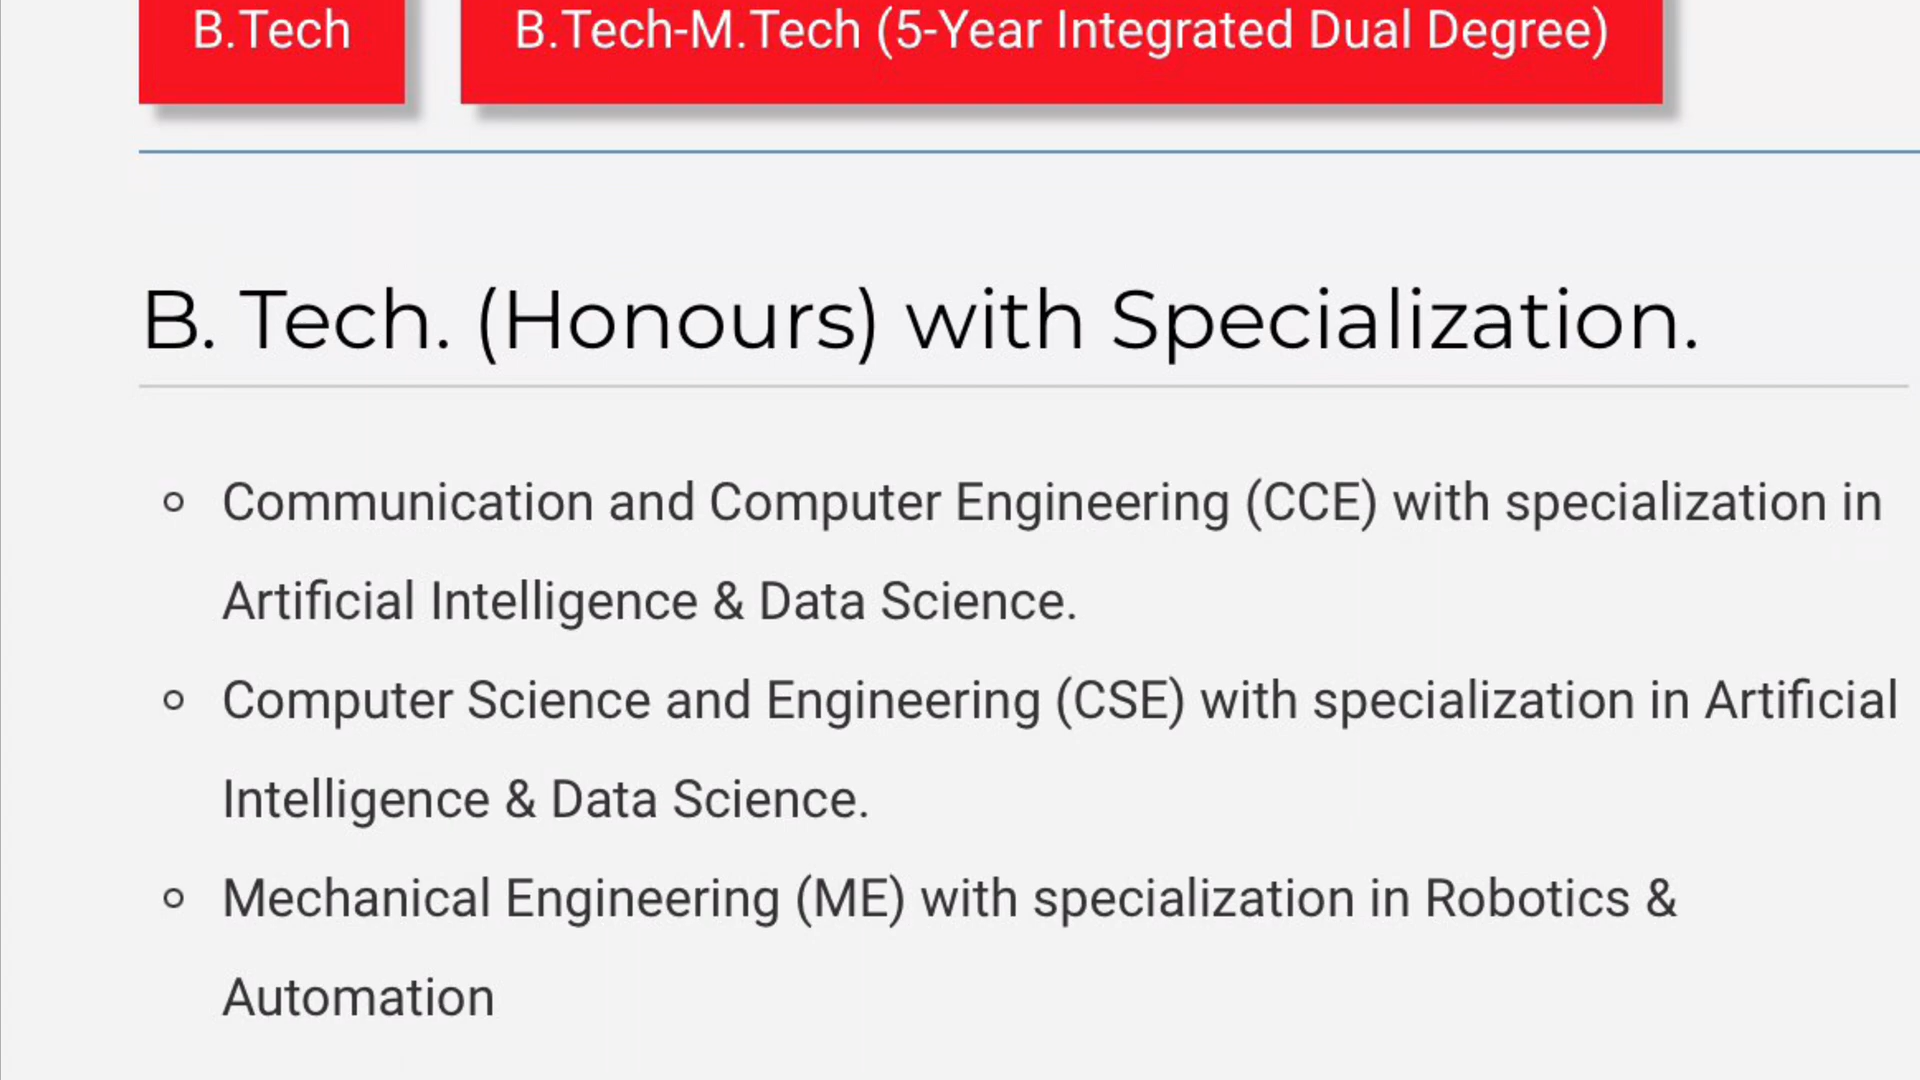 B.Tech
B.Tech-M.Tech (5-Year Integrated Dual Degree)
B. Tech. (Honours) with Specialization.
Communication and Computer Engineering (CCE) with specialization in
Artificial Intelligence & Data Science.
Computer Science and Engineering (CSE) with specialization in Artificial
Intelligence & Data Science.
Mechanical Engineering (ME) with specialization in Robotics &
Automation